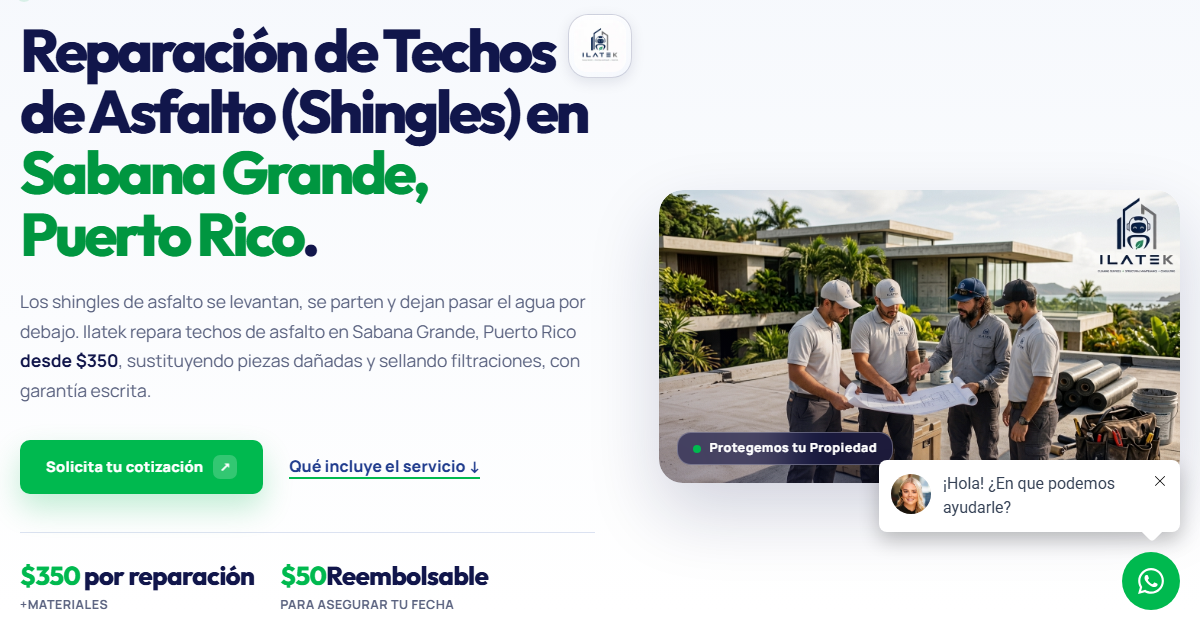 Reparación de Techos
de Asfalto (Shingles) en
Sabana Grande,
Puerto Rico.
ILATEK
Los shingles de asfalto se levantan, se parten y dejan pasar el agua por
debajo. Ilatek repara techos de asfalto en Sabana Grande, Puerto Rico
desde $350, sustituyendo piezas dañadas y sellando filtraciones, con
garantía escrita.
Solicita tu cotización ↗
Qué incluye el servicio ↓
$350 por reparación
+MATERIALES
$50Reembolsable
PARA ASEGURAR TU FECHA
ILATEK
Protegemos tu Propiedad
¡Hola! ¿En que podemos
ayudarle?